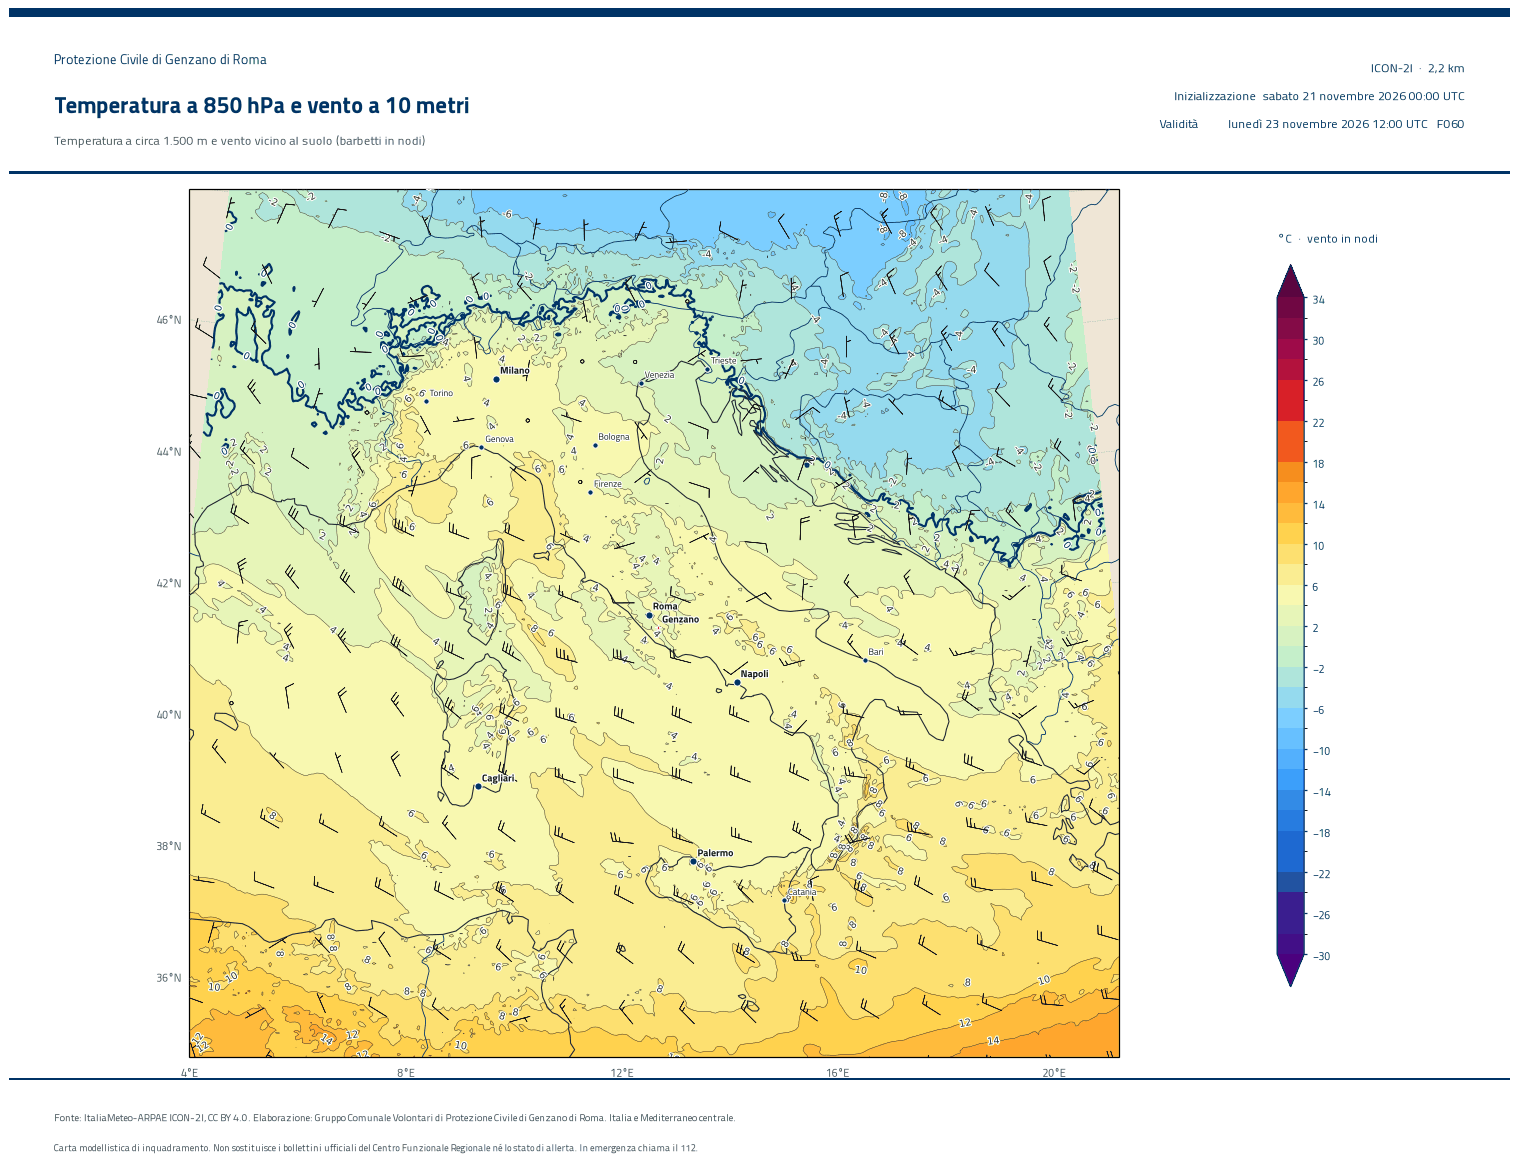 Protezione Civile di Genzano di Roma
Temperatura a 850 hPa e vento a 10 metri
Temperatura a circa 1.500 m e vento vicino al suolo (barbetti in nodi)
ICON-2I · 2,2 km
Inizializzazione sabato 21 novembre 2026 00:00 UTC
Validità lunedì 23 novembre 2026 12:00 UTC F060
°C · vento in nodi
34
30
26
22
18
14
10
6
2
−2
−6
−10
−14
−18
−22
−26
−30
46°N
44°N
42°N
40°N
38°N
36°N
4°E
8°E
12°E
16°E
20°E
Milano
Torino
Venezia
Trieste
Genova
Bologna
Firenze
Roma
Genzano
Napoli
Bari
Cagliari
Palermo
Catania
Fonte: ItaliaMeteo-ARPAE ICON-2I, CC BY 4.0. Elaborazione: Gruppo Comunale Volontari di Protezione Civile di Genzano di Roma. Italia e Mediterraneo centrale.
Carta modellistica di inquadramento. Non sostituisce i bollettini ufficiali del Centro Funzionale Regionale né lo stato di allerta. In emergenza chiama il 112.